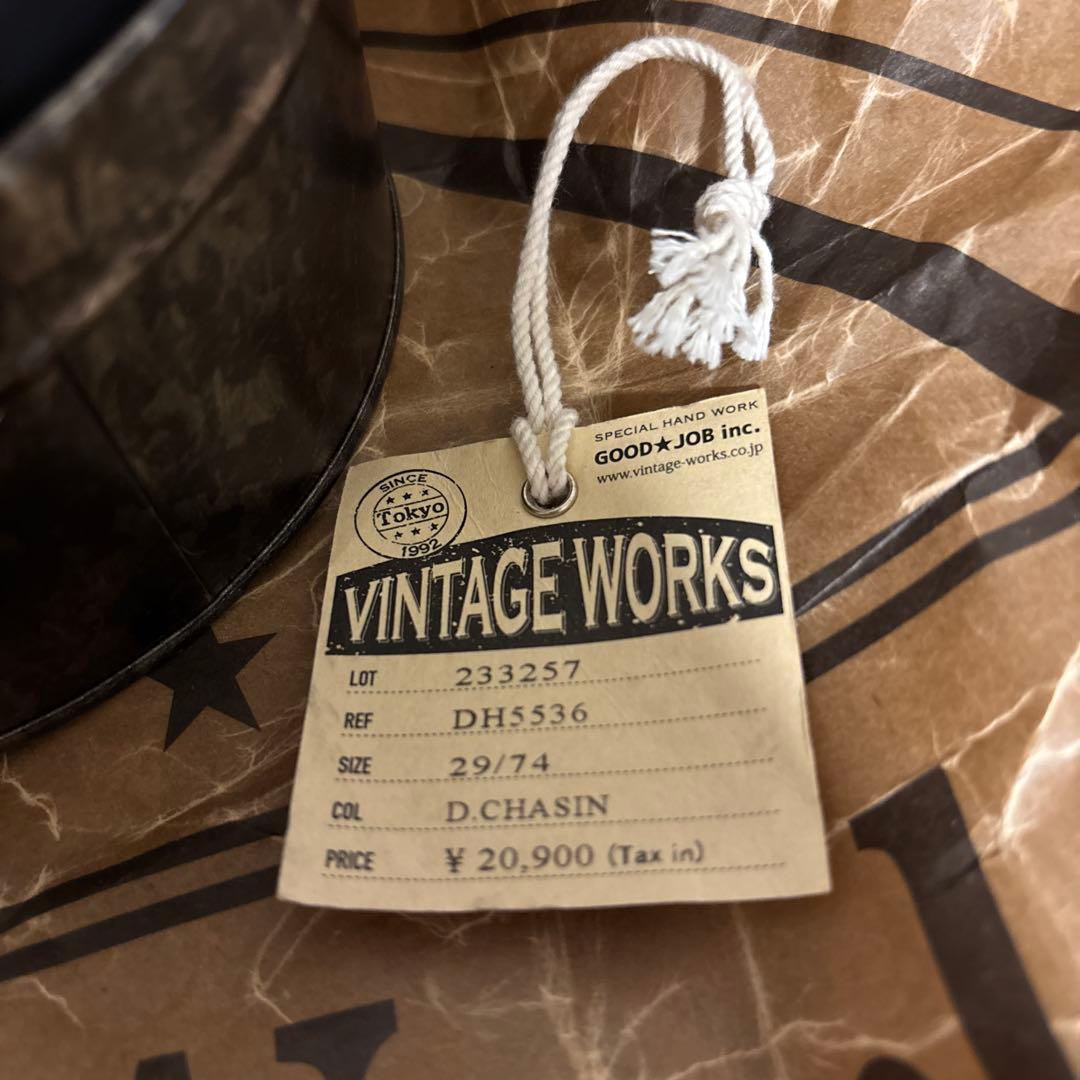 SPECIAL HAND WORK
GOOD★JOB inc.
www.vintage-works.co.jp
SINCE
Tokyo
1992
VINTAGE WORKS
LOT 233257
REF DH5536
SIZE 29/74
COL D.CHASIN
PRICE ¥ 20,900 (Tax in)